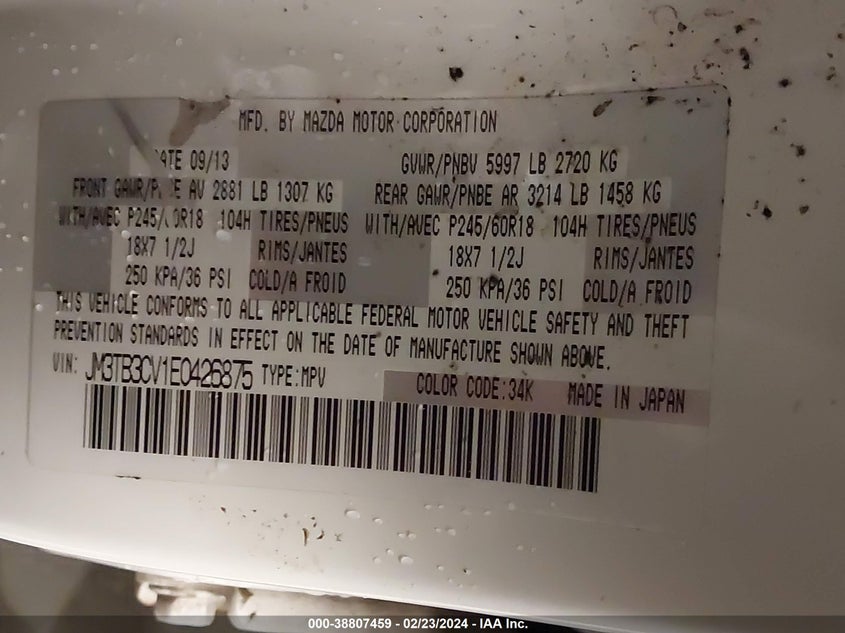 MFD. BY MAZDA MOTOR CORPORATION
ATE 09/13 GVWR/PNBV 5997 LB 2720 KG
FRONT GAWR/P E AV 2881 LB 1307 KG REAR GAWR/PNBE AR 3214 LB 1458 KG
WITH/AVEC P245/ 0R18 104H TIRES/PNEUS WITH/AVEC P245/60R18 104H TIRES/PNEUS
18X7 1/2J RIMS/JANTES 18X7 1/2J RIMS/JANTES
250 KPA/36 PSI COLD/A FROID 250 KPA/36 PSI COLD/A FROID
THIS VEHICLE CONFORMS TO ALL APPLICABLE FEDERAL MOTOR VEHICLE SAFETY AND THEFT
PREVENTION STANDARDS IN EFFECT ON THE DATE OF MANUFACTURE SHOWN ABOVE.
VIN: JM3TB3CV1E0426875 TYPE:MPV COLOR CODE:34K MADE IN JAPAN
000-38807459 - 02/23/2024 - IAA Inc.